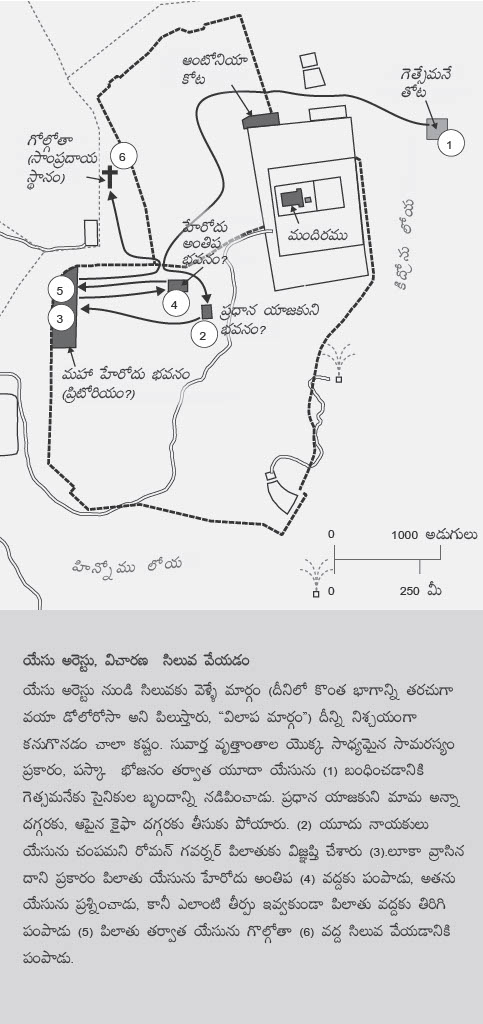 ఆంటోనియా
కోట
గెత్సేమనే
తోట
1
గోల్గోతా
(సాంప్రదాయ
స్థానం)
6
కిద్రోను లోయ
మందిరము
హేరోదు
అంతిప
భవనం?
5
4
3
ప్రధాన యాజకుని
భవనం?
2
మహా హేరోదు భవనం
(ప్రిటోరియం?)
0 1000 అడుగులు
హిన్నోము లోయ
0 250 మీ
యేసు అరెస్టు, విచారణ సిలువ వేయడం
యేసు అరెస్టు నుండి సిలువకు వెళ్ళే మార్గం (దీనిలో కొంత భాగాన్ని తరచుగా
వయా డోలోరోసా అని పిలుస్తారు, “విలాప మార్గం”) దీన్ని నిశ్చయంగా
కనుగొనడం చాలా కష్టం. సువార్త వృత్తాంతాల యొక్క సాధ్యమైన సామరస్యం
ప్రకారం, పస్కా భోజనం తర్వాత యూదా యేసును (1) బంధించడానికి
గెత్సమనేకు సైనికుల బృందాన్ని నడిపించాడు. ప్రధాన యాజకుని మామ అన్నా
దగ్గరకు, ఆపైన కైఫా దగ్గరకు తీసుకు పోయారు. (2) యూదు నాయకులు
యేసును చంపమని రోమన్ గవర్నర్ పిలాతుకు విజ్ఞప్తి చేశారు (3).లూకా వ్రాసిన
దాని ప్రకారం పిలాతు యేసును హేరోదు అంతిప (4) వద్దకు పంపాడు, అతను
యేసును ప్రశ్నించాడు, కానీ ఎలాంటి తీర్పు ఇవ్వకుండా పిలాతు వద్దకు తిరిగి
పంపాడు (5) పిలాతు తర్వాత యేసును గొల్గోతా (6) వద్ద సిలువ వేయడానికి
పంపాడు.